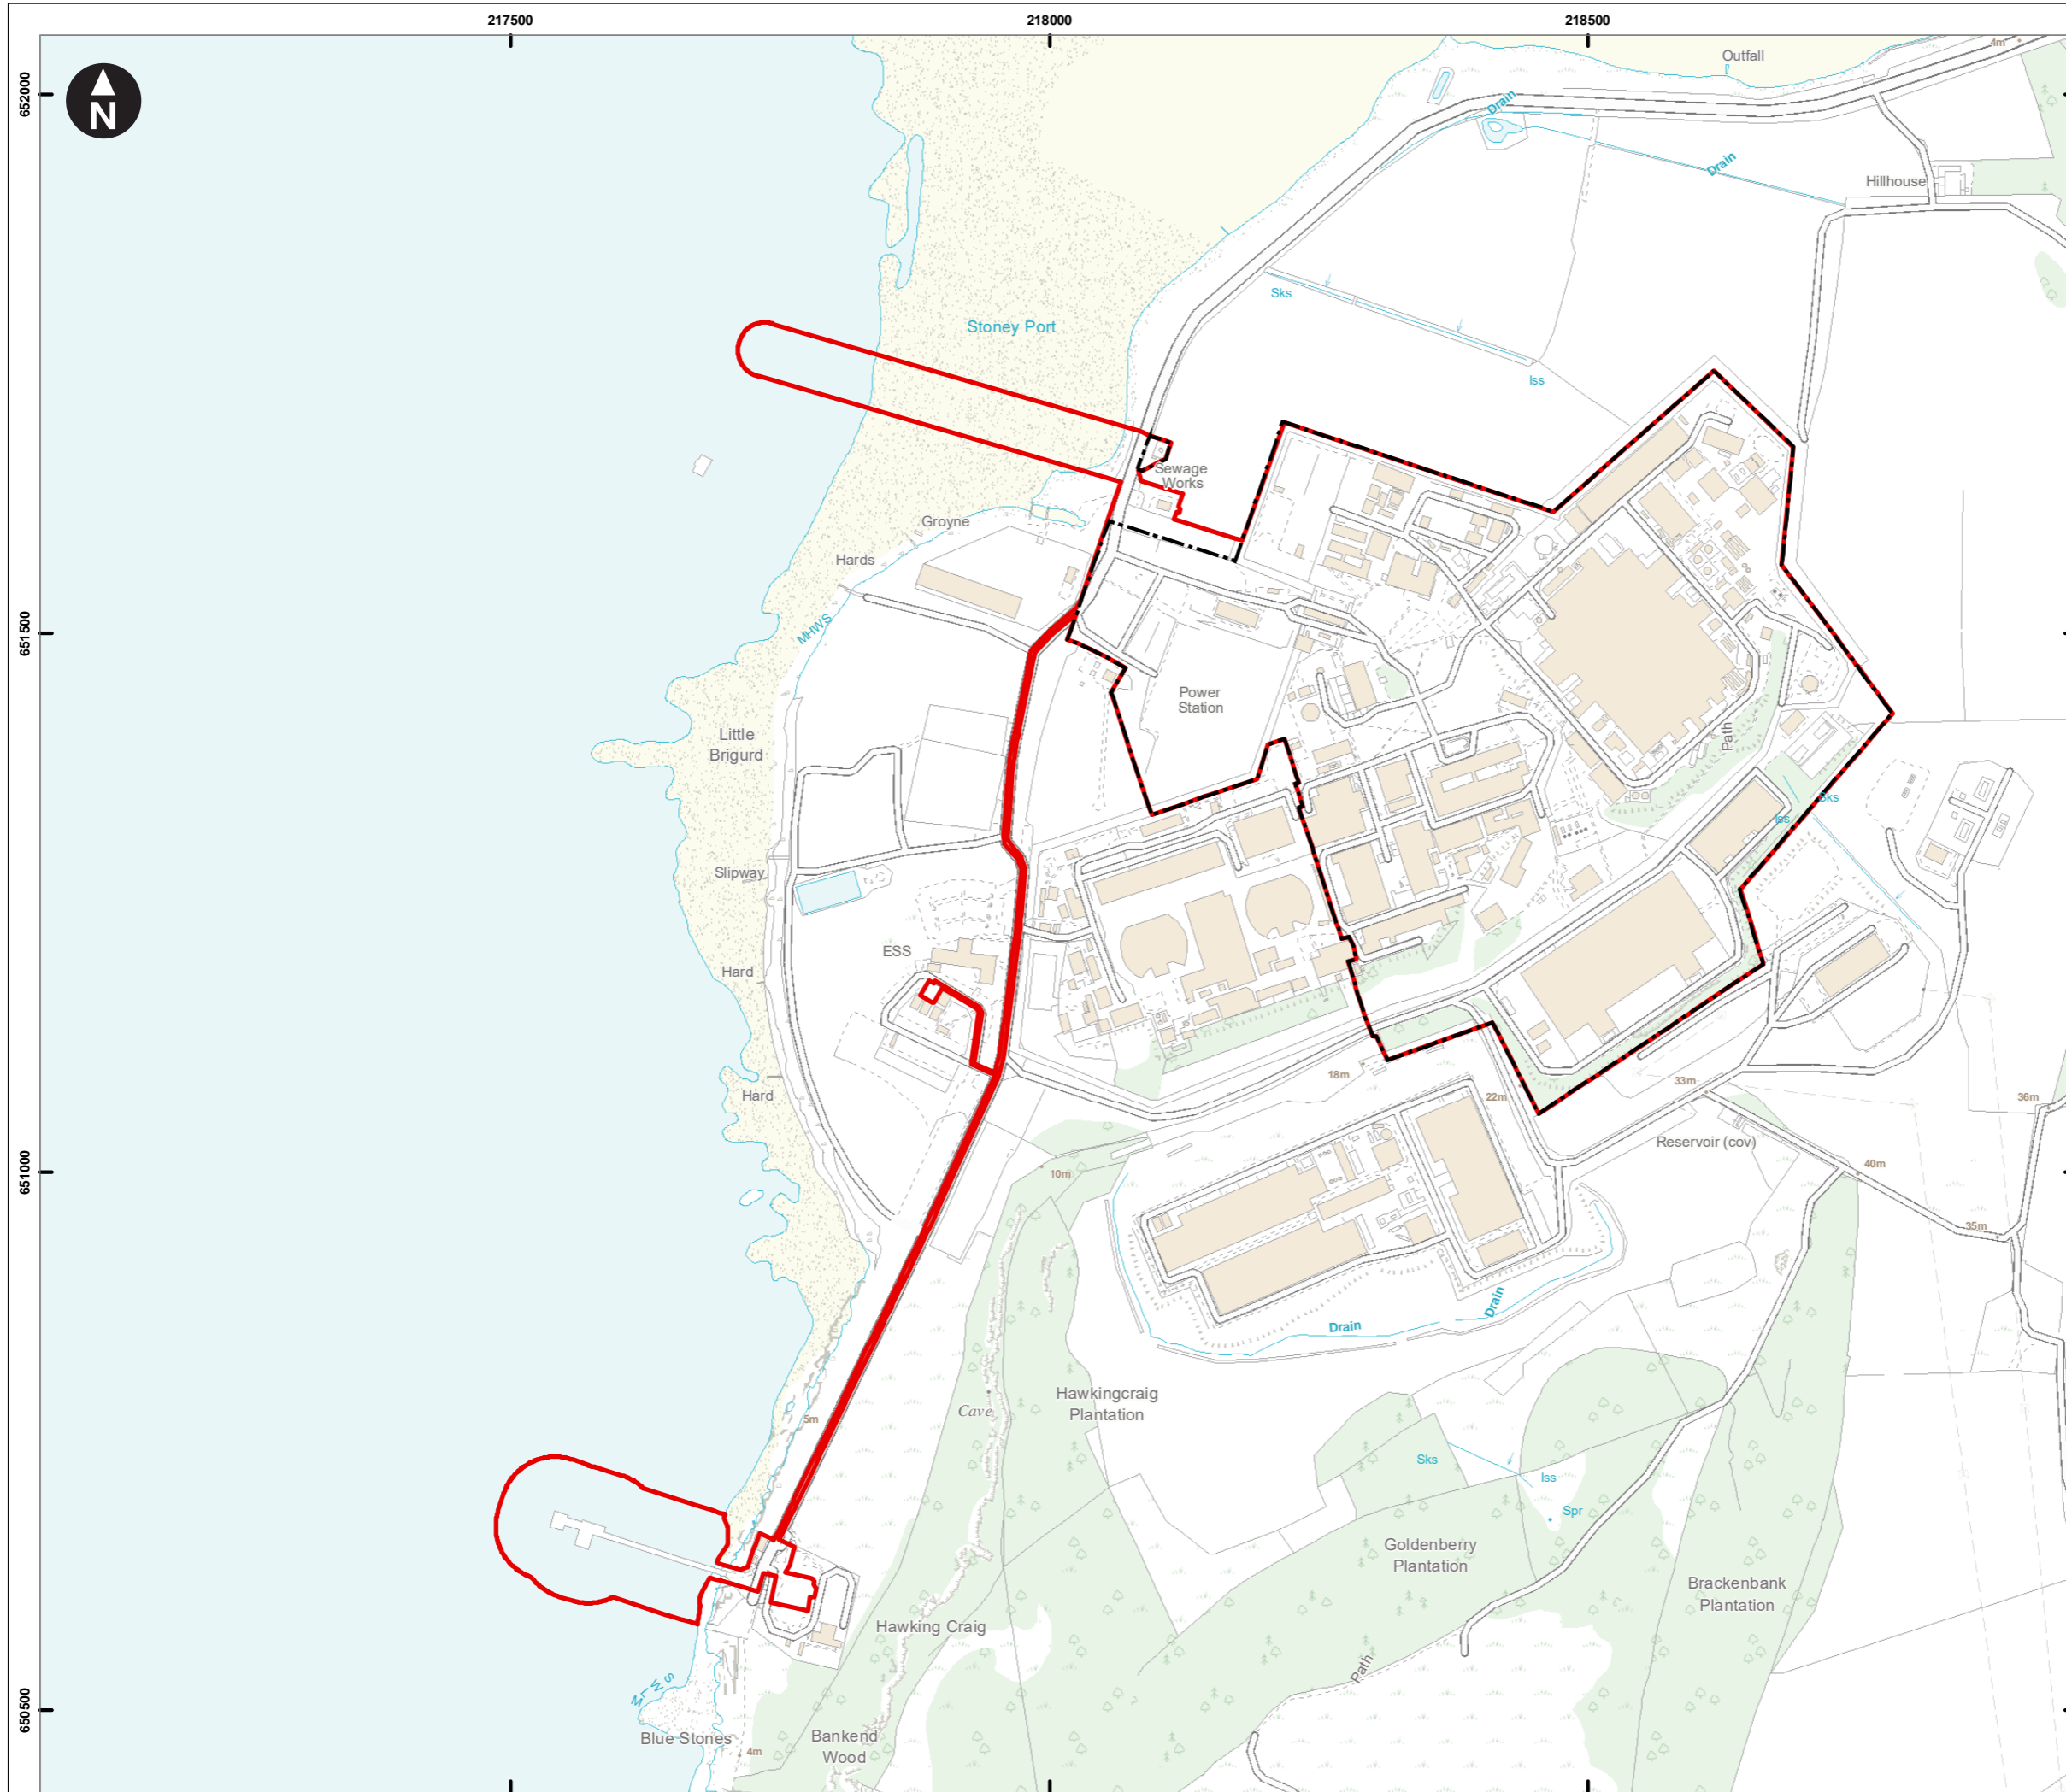 217500
218000
218500
652000
N
4m
Outfall
Drain
Drain
Hillhouse
Sks
Stoney Port
Iss
Sewage
Works
Groyne
Hards
MHWS
651500
Power
Station
Little
Brigurd
Path
Sks
Iss
Slipway
ESS
Hard
Hard
18m
22m
33m
36m
Reservoir (cov)
651000
10m
40m
35m
Drain
Drain
Hawkingcraig
Plantation
Cave
5m
Sks
Iss
Spr
Goldenberry
Plantation
Brackenbank
Plantation
Hawking Craig
Path
MLWS
650500
Blue Stones
Bankend
Wood
4m